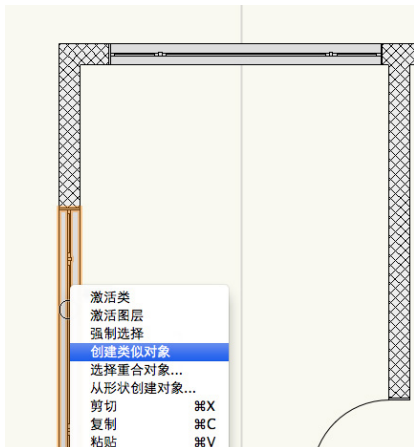 激活类
激活图层
强制选择
创建类似对象
选择重合对象...
从形状创建对象...
剪切 ⌘X
复制 ⌘C
粘贴 ⌘V